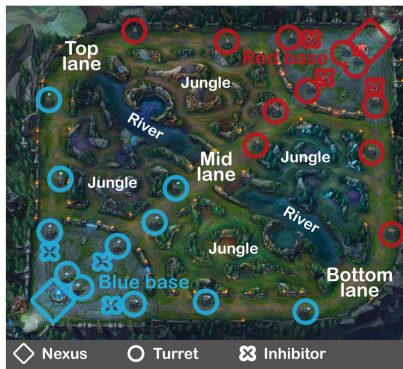 Top
lane
Red base
Jungle
River
Mid
lane
Jungle
Jungle
River
Jungle
Blue base
Bottom
lane
Nexus
Turret
Inhibitor